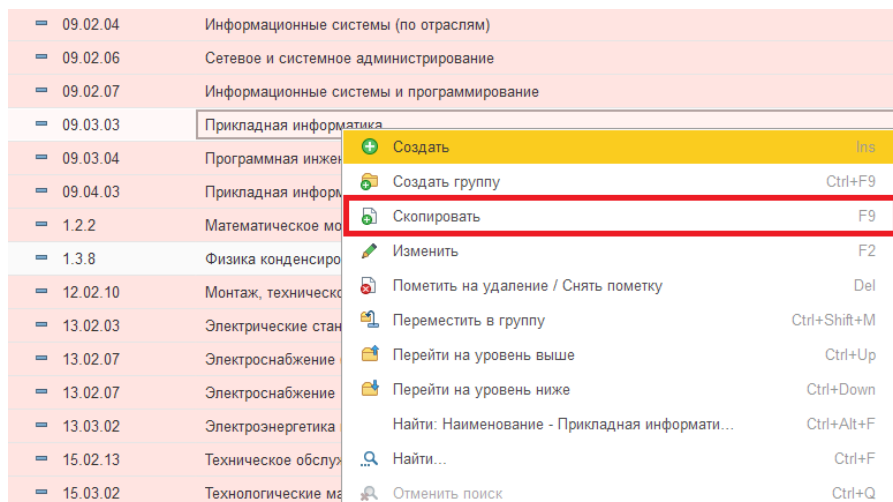 09.02.04 Информационные системы (по отраслям)
09.02.06 Сетевое и системное администрирование
09.02.07 Информационные системы и программирование
09.03.03 Прикладная информатика
Создать Ins
09.03.04 Программная инжен
Создать группу Ctrl+F9
09.04.03 Прикладная информ
Скопировать F9
1.2.2 Математическое мо
Изменить F2
1.3.8 Физика конденсиро
Пометить на удаление / Снять пометку Del
12.02.10 Монтаж, техническо
Переместить в группу Ctrl+Shift+M
13.02.03 Электрические стан
Перейти на уровень выше Ctrl+Up
13.02.07 Электроснабжение
Перейти на уровень ниже Ctrl+Down
13.02.07 Электроснабжение
Найти: Наименование - Прикладная информати... Ctrl+Alt+F
13.03.02 Электроэнергетика
Найти... Ctrl+F
15.02.13 Техническое обслуж
Отменить поиск Ctrl+Q
15.03.02 Технологические ма